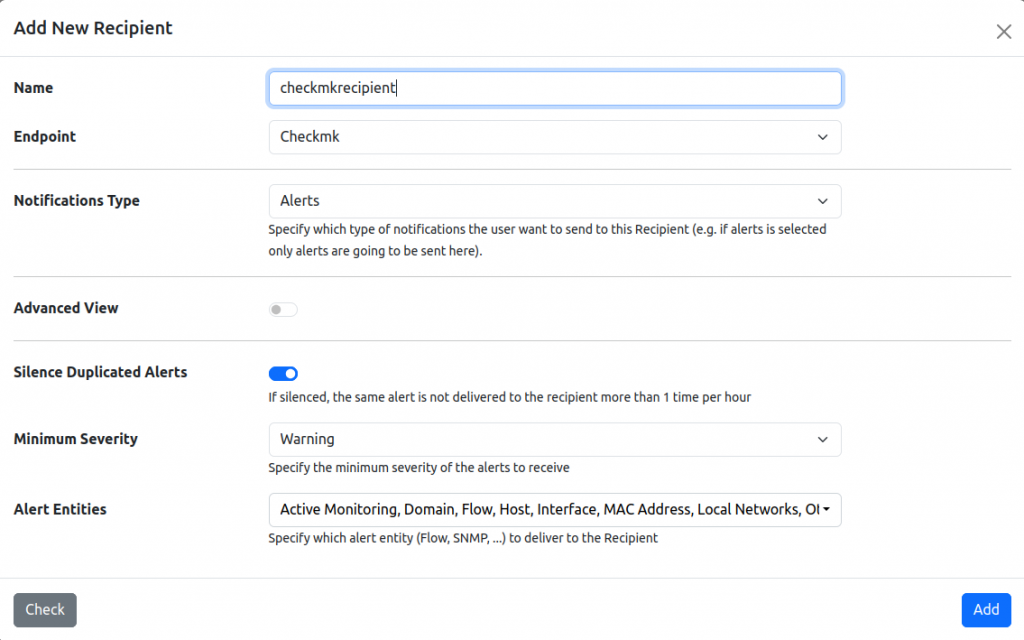 Add New Recipient
Name
checkmkrecipient
Endpoint
Checkmk
Notifications Type
Alerts
Specify which type of notifications the user want to send to this Recipient (e.g. if alerts is selected
only alerts are going to be sent here).
Advanced View
Silence Duplicated Alerts
If silenced, the same alert is not delivered to the recipient more than 1 time per hour
Minimum Severity
Warning
Specify the minimum severity of the alerts to receive
Alert Entities
Active Monitoring, Domain, Flow, Host, Interface, MAC Address, Local Networks,
Specify which alert entity (Flow, SNMP, ...) to deliver to the Recipient
Check
Add